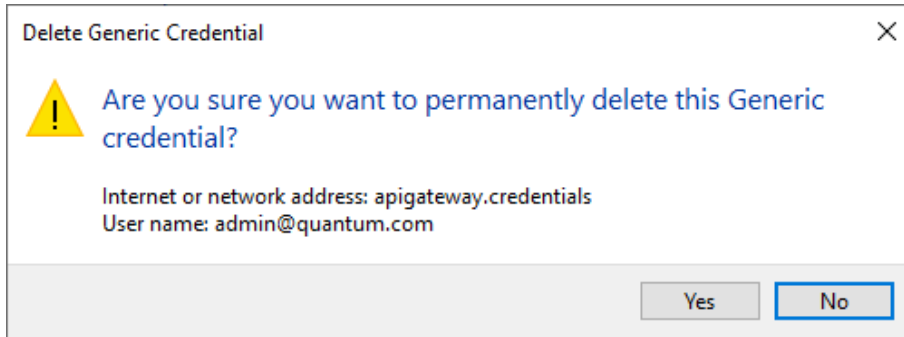 Delete Generic Credential
Are you sure you want to permanently delete this Generic
credential?
Internet or network address: apigateway.credentials
User name: admin@quantum.com
Yes
No